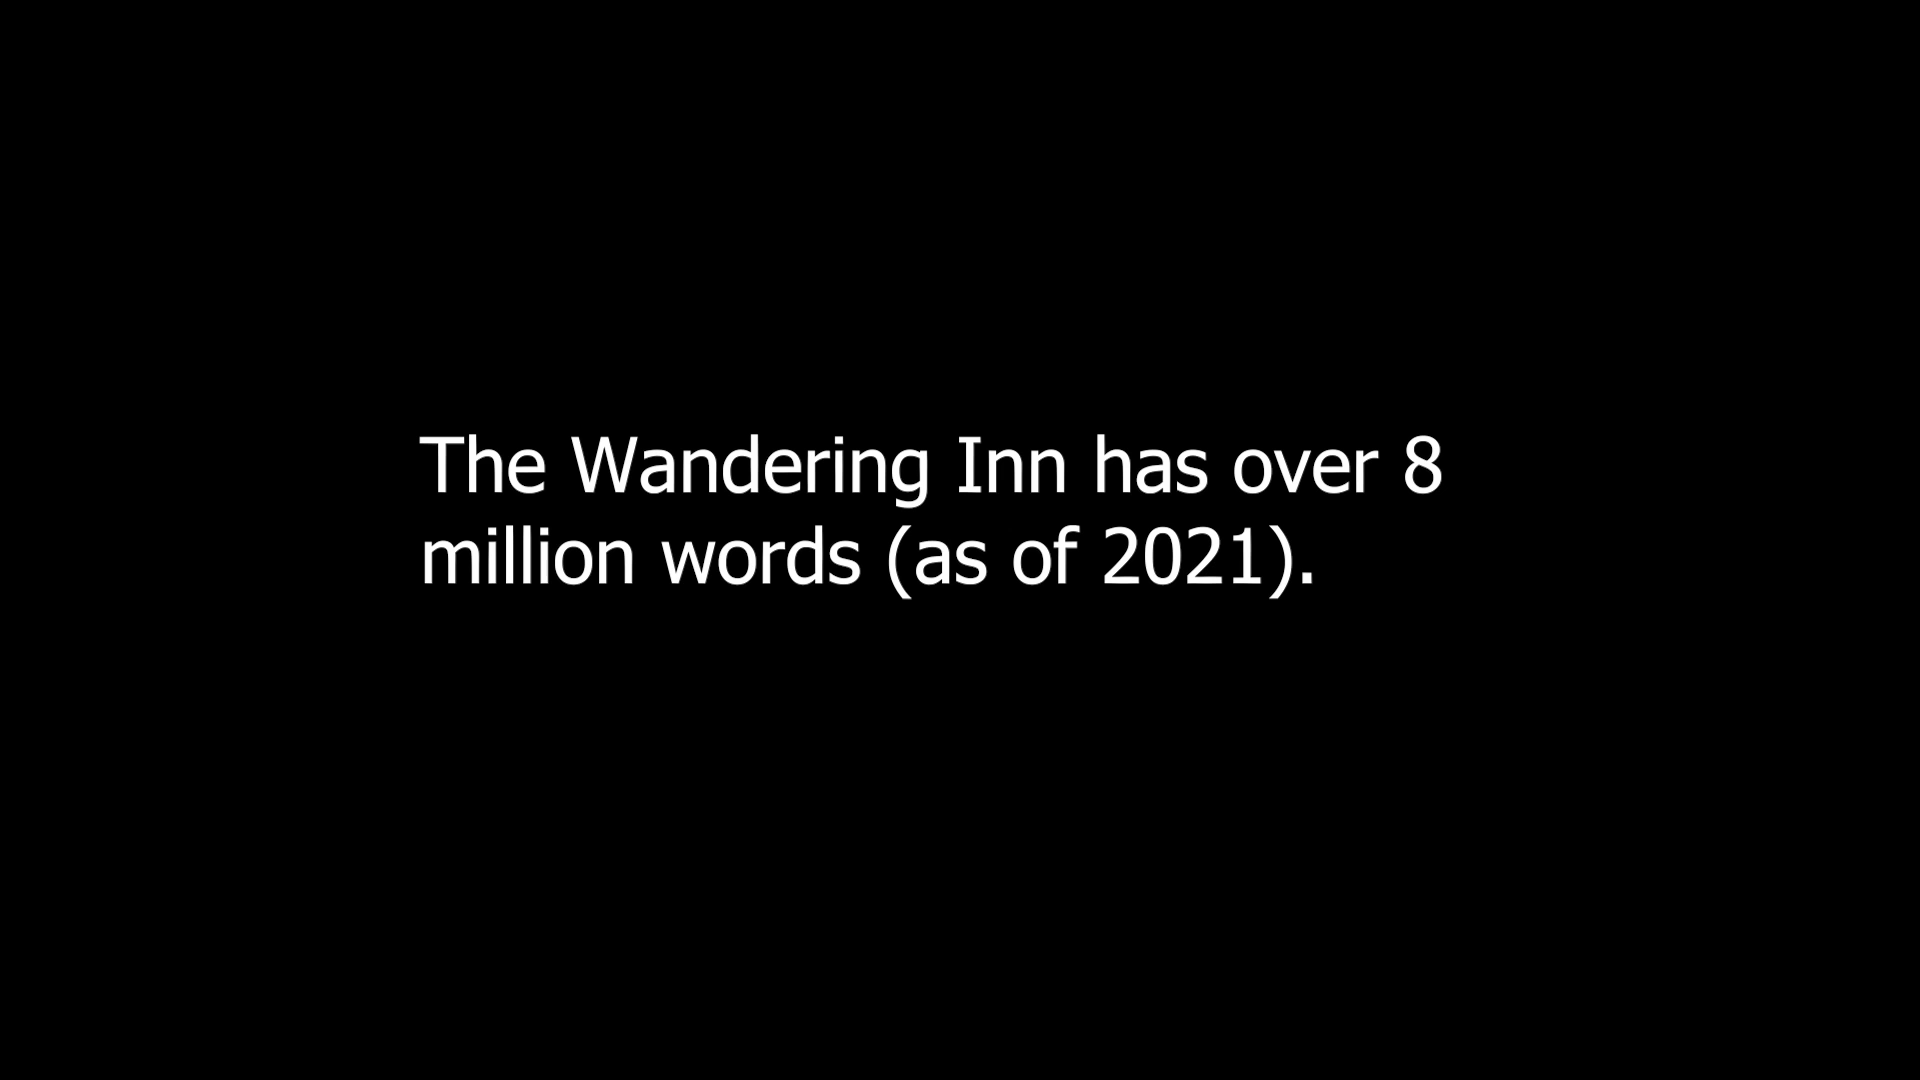 The Wandering Inn has over 8
million words (as of 2021).